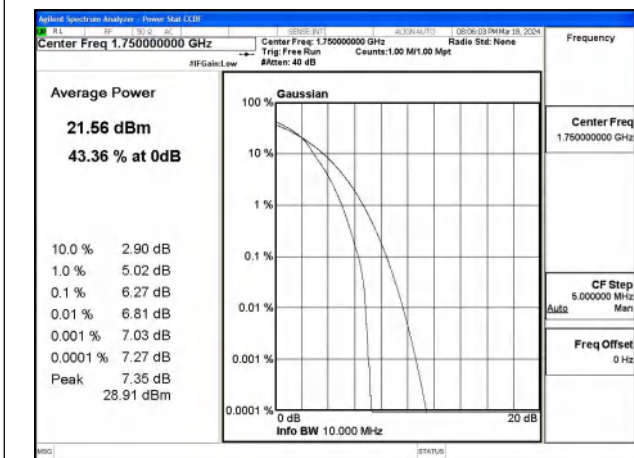 Agilent Spectrum Analyzer - Power Stat CCDF
RL RF 50 Ω AC SENSE:INT ALIGN AUTO 08:06:03 PM Mar 18, 2024
Center Freq 1.750000000 GHz
Center Freq: 1.750000000 GHz Radio Std: None
Trig: Free Run Counts:1.00 M/1.00 Mpt
#IFGain:Low #Atten: 40 dB
Frequency
Average Power
21.56 dBm
43.36 % at 0dB
10.0 % 2.90 dB
1.0 % 5.02 dB
0.1 % 6.27 dB
0.01 % 6.81 dB
0.001 % 7.03 dB
0.0001 % 7.27 dB
Peak 7.35 dB
28.91 dBm
Gaussian
100 %
10 %
1 %
0.1 %
0.01 %
0.001 %
0.0001 %
0 dB 20 dB
Info BW 10.000 MHz
Center Freq
1.750000000 GHz
CF Step
5.000000 MHz
Auto Man
Freq Offset
0 Hz
MSG STATUS